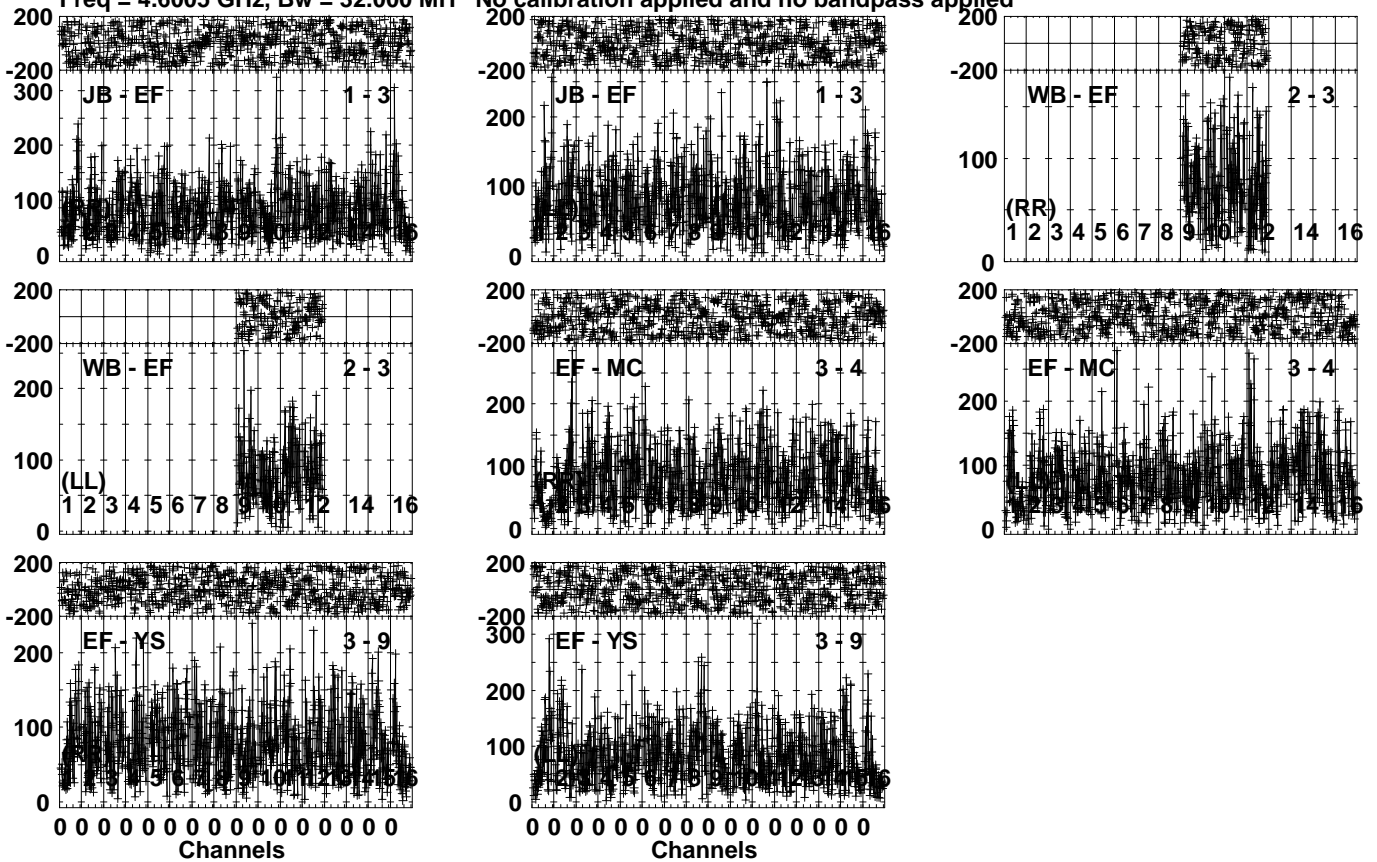 Freq = 4.6005 GHz, Bw = 32.000 MH No calibration applied and no bandpass applied
200 200 200
-200 -200 -200
300
JB - EF 1 - 3
JB - EF 1 - 3
WB - EF 2 - 3
200 200
100 100 100
(RR)
1 2 3 4 5 6 7 8 9 10 12 14 16
0 0 0
200 200 200
-200 -200 -200
WB - EF 2 - 3
EF - MC 3 - 4
EF - MC 3 - 4
200 200 200
100 100 100
(LL)
1 2 3 4 5 6 7 8 9 10 12 14 16
0 0 0
200 200
-200 -200
300
EF - YS 3 - 9
EF - YS 3 - 9
200 200
100 100
(LL)
0 0
0 0 0 0 0 0 0 0 0 0 0 0 0 0 0 0
0 0 0 0 0 0 0 0 0 0 0 0 0 0 0 0
Channels Channels